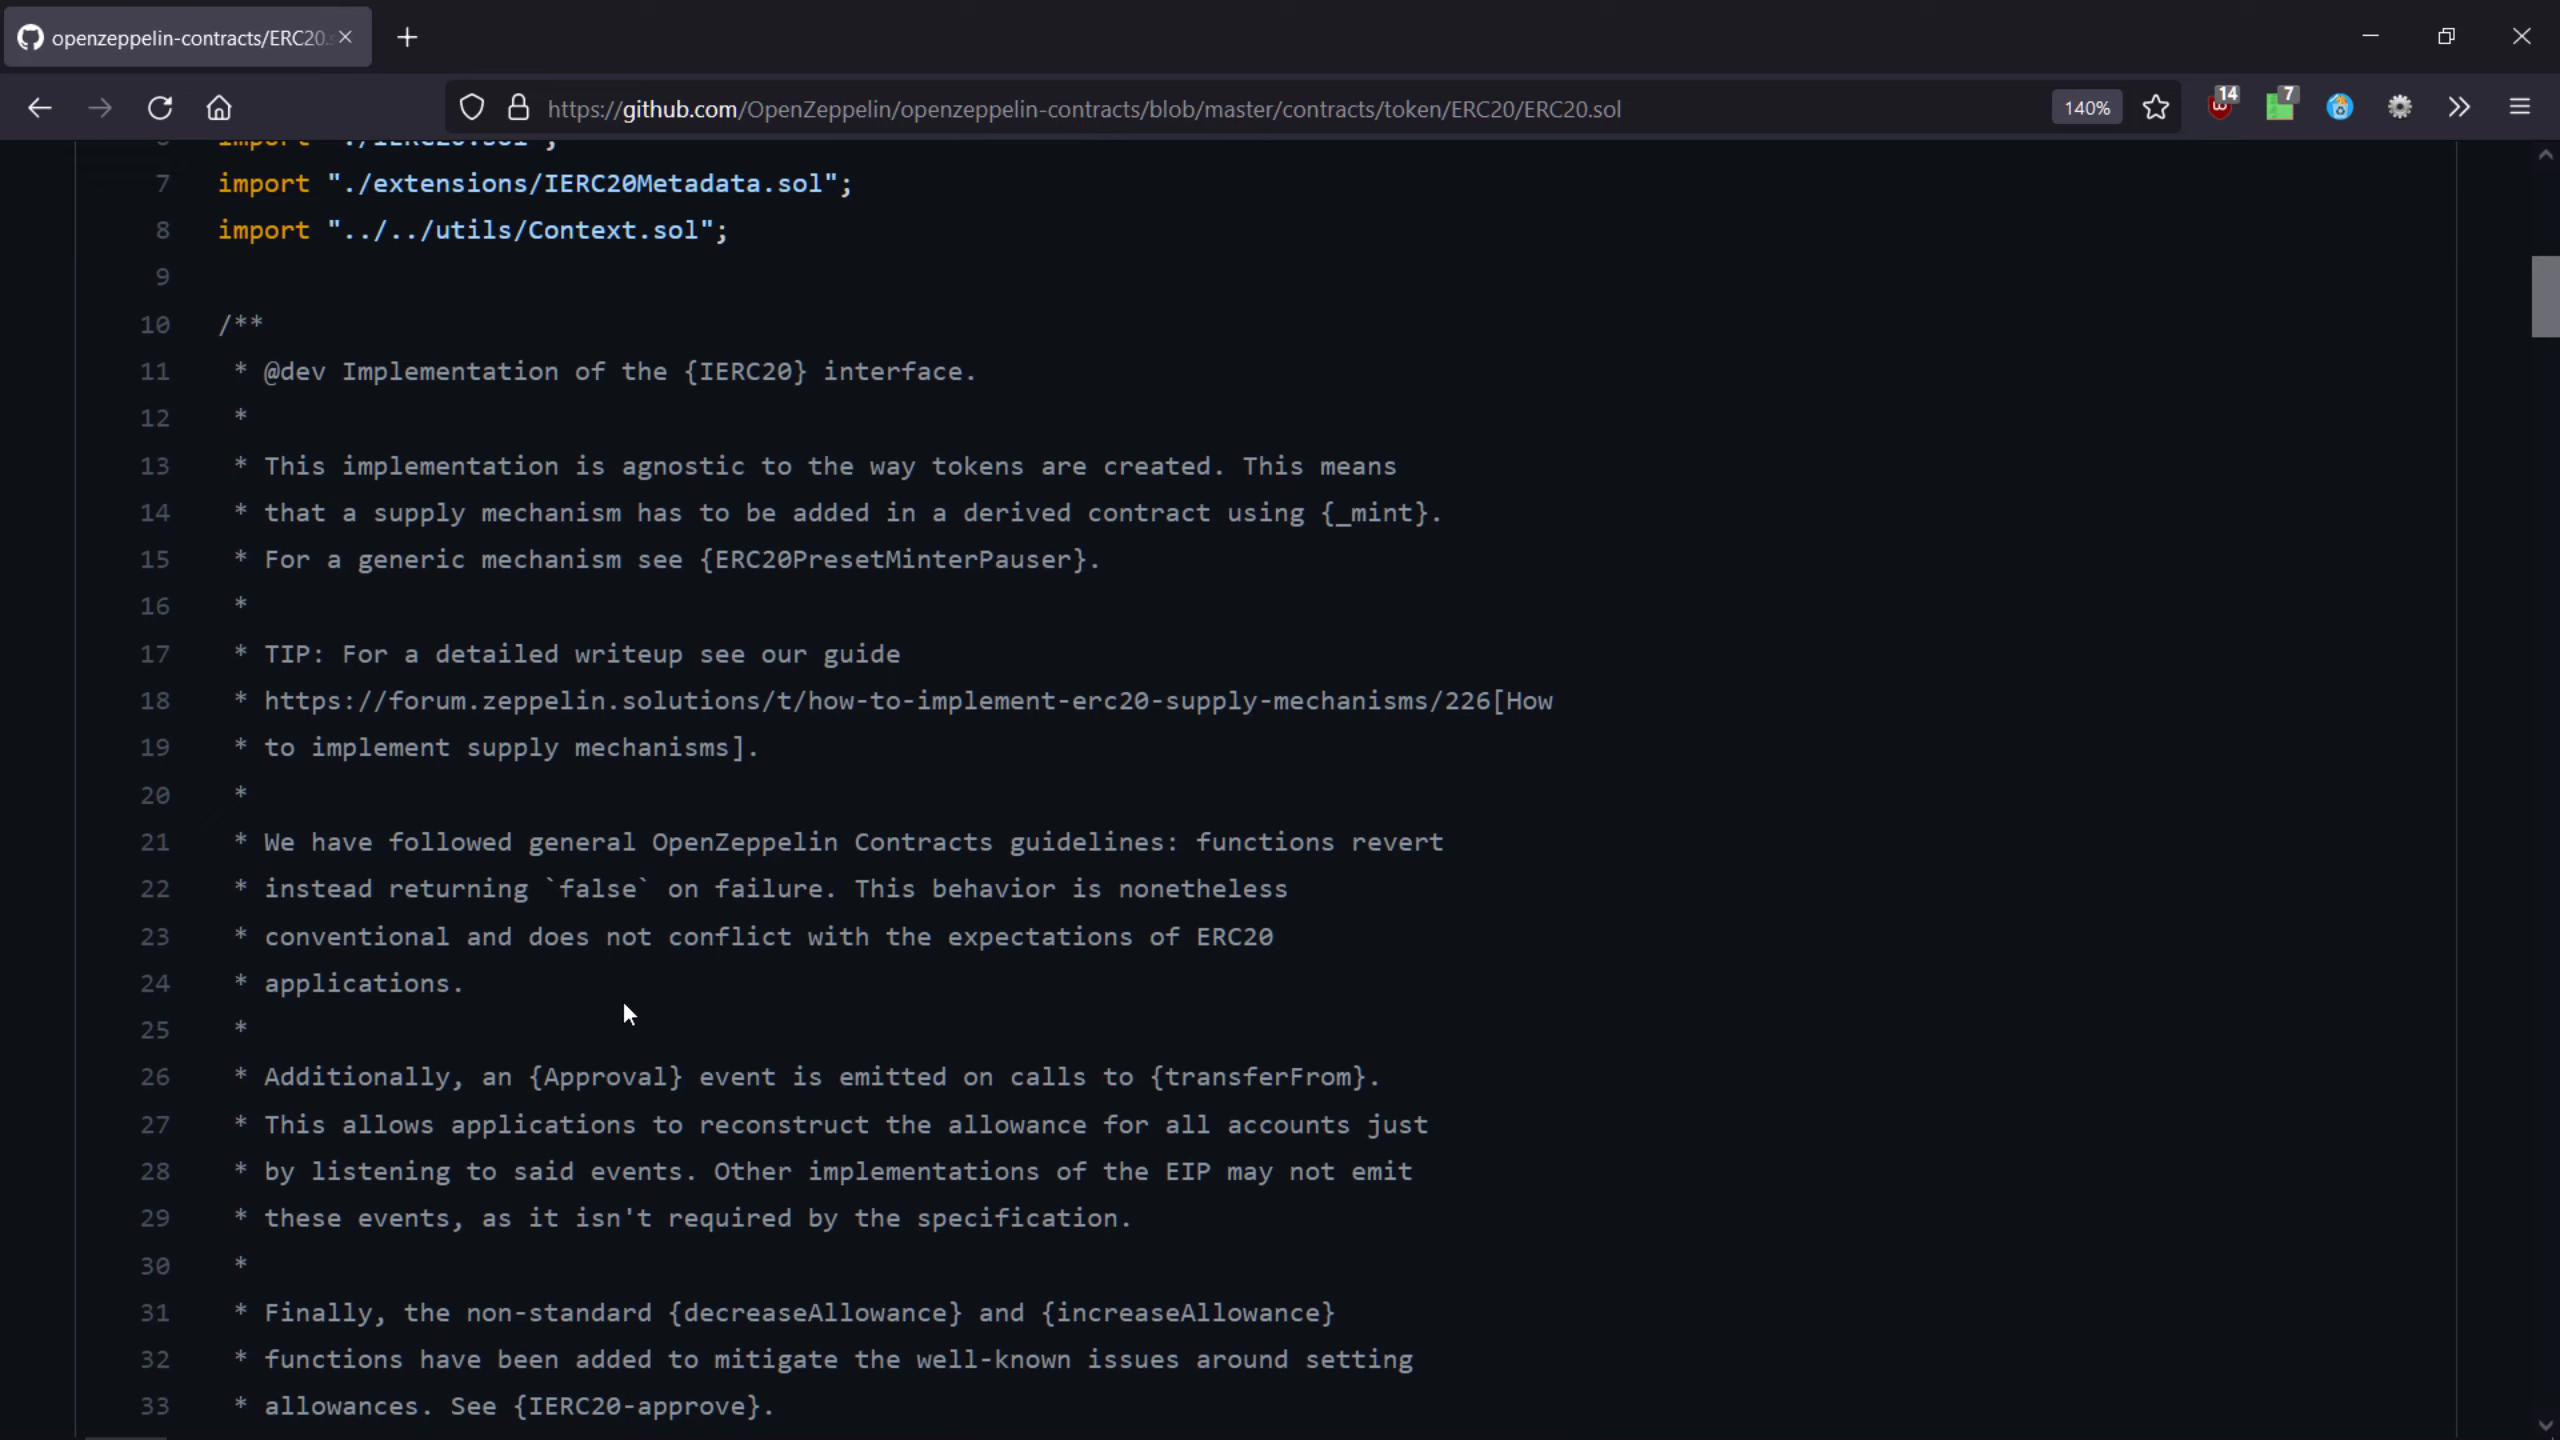 openzeppelin-contracts/ERC20.s
https://github.com/OpenZeppelin/openzeppelin-contracts/blob/master/contracts/token/ERC20/ERC20.sol
140%
14
7
6 import "./IERC20.sol";
7 import "./extensions/IERC20Metadata.sol";
8 import "../../utils/Context.sol";
9
10 /**
11 * @dev Implementation of the {IERC20} interface.
12 *
13 * This implementation is agnostic to the way tokens are created. This means
14 * that a supply mechanism has to be added in a derived contract using {_mint}.
15 * For a generic mechanism see {ERC20PresetMinterPauser}.
16 *
17 * TIP: For a detailed writeup see our guide
18 * https://forum.zeppelin.solutions/t/how-to-implement-erc20-supply-mechanisms/226[How
19 * to implement supply mechanisms].
20 *
21 * We have followed general OpenZeppelin Contracts guidelines: functions revert
22 * instead returning `false` on failure. This behavior is nonetheless
23 * conventional and does not conflict with the expectations of ERC20
24 * applications.
25 *
26 * Additionally, an {Approval} event is emitted on calls to {transferFrom}.
27 * This allows applications to reconstruct the allowance for all accounts just
28 * by listening to said events. Other implementations of the EIP may not emit
29 * these events, as it isn't required by the specification.
30 *
31 * Finally, the non-standard {decreaseAllowance} and {increaseAllowance}
32 * functions have been added to mitigate the well-known issues around setting
33 * allowances. See {IERC20-approve}.